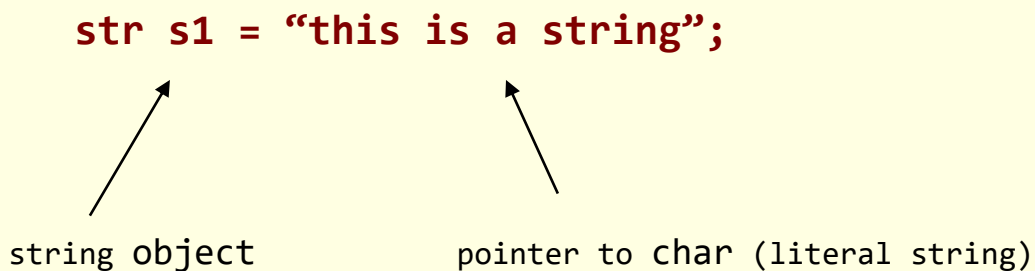 str s1 = “this is a string”;
string object pointer to char (literal string)